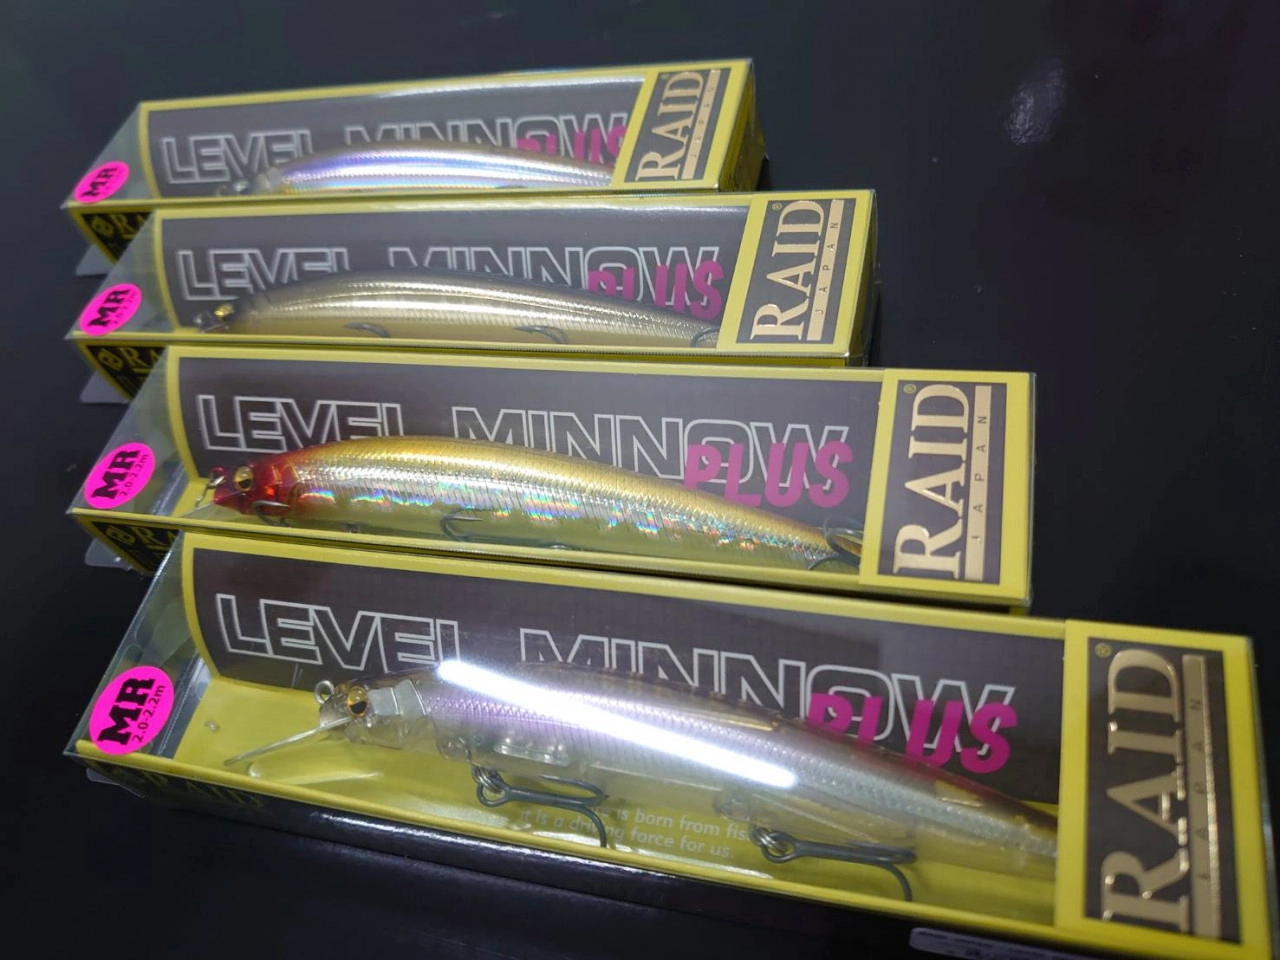 LEVEL MINNOW
PLUS
RAID
JAPAN
MR
LEVEL MINNOW
PLUS
RAID®
JAPAN
MR
LEVEL MINNOW
PLUS
RAID®
JAPAN
MR
2.0-2.2m
LEVEL MINNOW
PLUS
RAID®
JAPAN
MR
2.0-2.2m
is born from
it is a driving force for us.
RAID